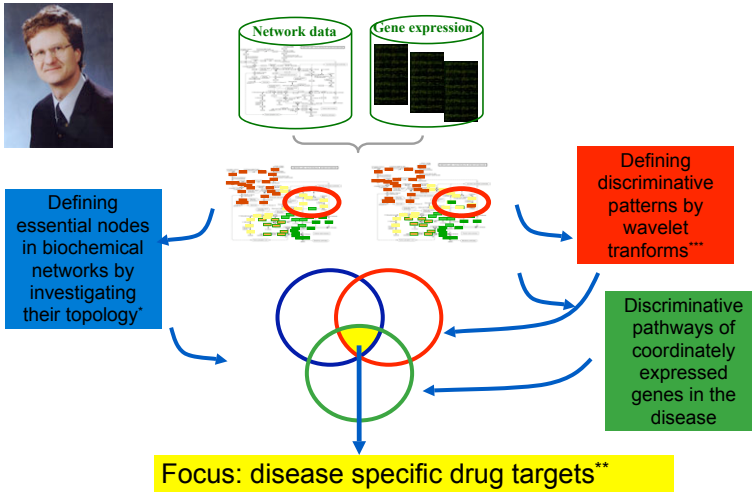 Network data
Gene expression
Defining
essential nodes
in biochemical
networks by
investigating
their topology*
Defining
discriminative
patterns by
wavelet
tranforms***
Discriminative
pathways of
coordinately
expressed
genes in the
disease
Focus: disease specific drug targets**